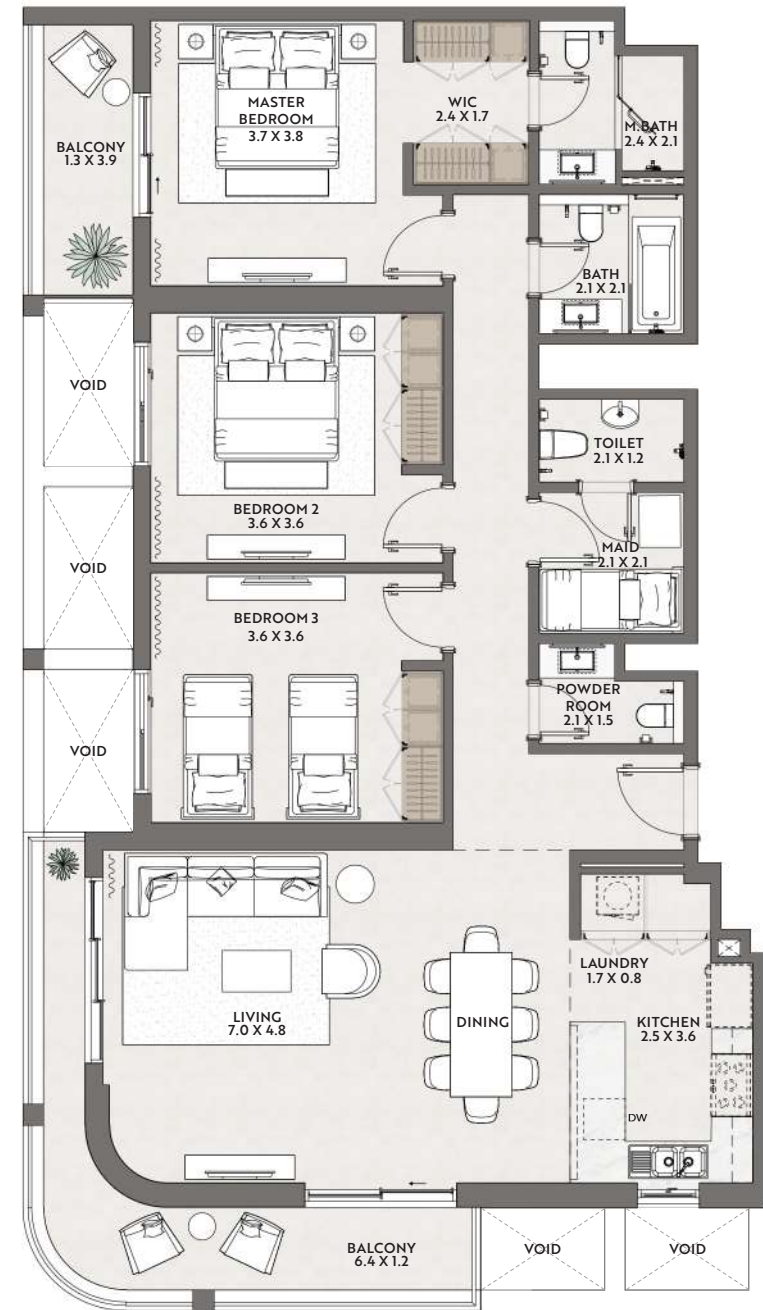 MASTER
BEDROOM
3.7 X 3.8
WIC
2.4 X 1.7
M.BATH
2.4 X 2.1
BALCONY
1.3 X 3.9
BATH
2.1 X 2.1
VOID
TOILET
2.1 X 1.2
BEDROOM 2
3.6 X 3.6
MAID
2.1 X 2.1
VOID
BEDROOM 3
3.6 X 3.6
POWDER
ROOM
2.1 X 1.5
VOID
LAUNDRY
1.7 X 0.8
LIVING
7.0 X 4.8
DINING
KITCHEN
2.5 X 3.6
DW
BALCONY
6.4 X 1.2
VOID
VOID